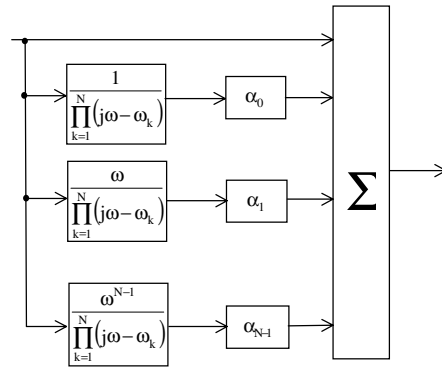 1
N
∏(jω−ω_k)
k=1
α_0
ω
N
∏(jω−ω_k)
k=1
α_1
Σ
ω^{N-1}
N
∏(jω−ω_k)
k=1
α_{N-1}